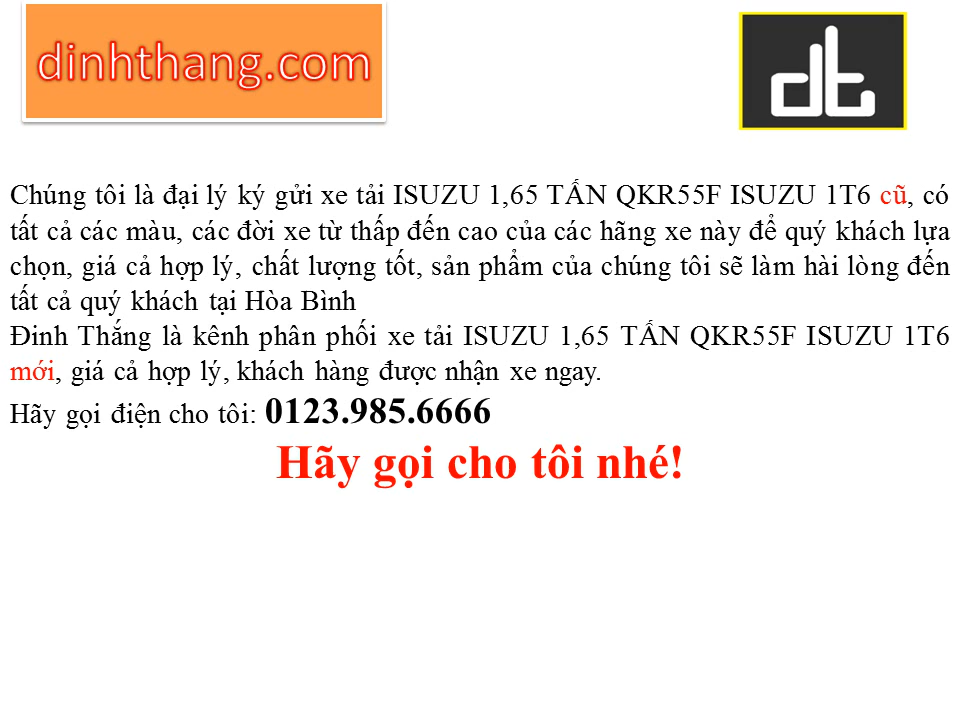 dinhthang.com
dt
Chúng tôi là đại lý ký gửi xe tải ISUZU 1,65 TẤN QKR55F ISUZU 1T6 cũ, có
tất cả các màu, các đời xe từ thấp đến cao của các hãng xe này để quý khách lựa
chọn, giá cả hợp lý, chất lượng tốt, sản phẩm của chúng tôi sẽ làm hài lòng đến
tất cả quý khách tại Hòa Bình
Đinh Thắng là kênh phân phối xe tải ISUZU 1,65 TẤN QKR55F ISUZU 1T6
mới, giá cả hợp lý, khách hàng được nhận xe ngay.
Hãy gọi điện cho tôi: 0123.985.6666
Hãy gọi cho tôi nhé!